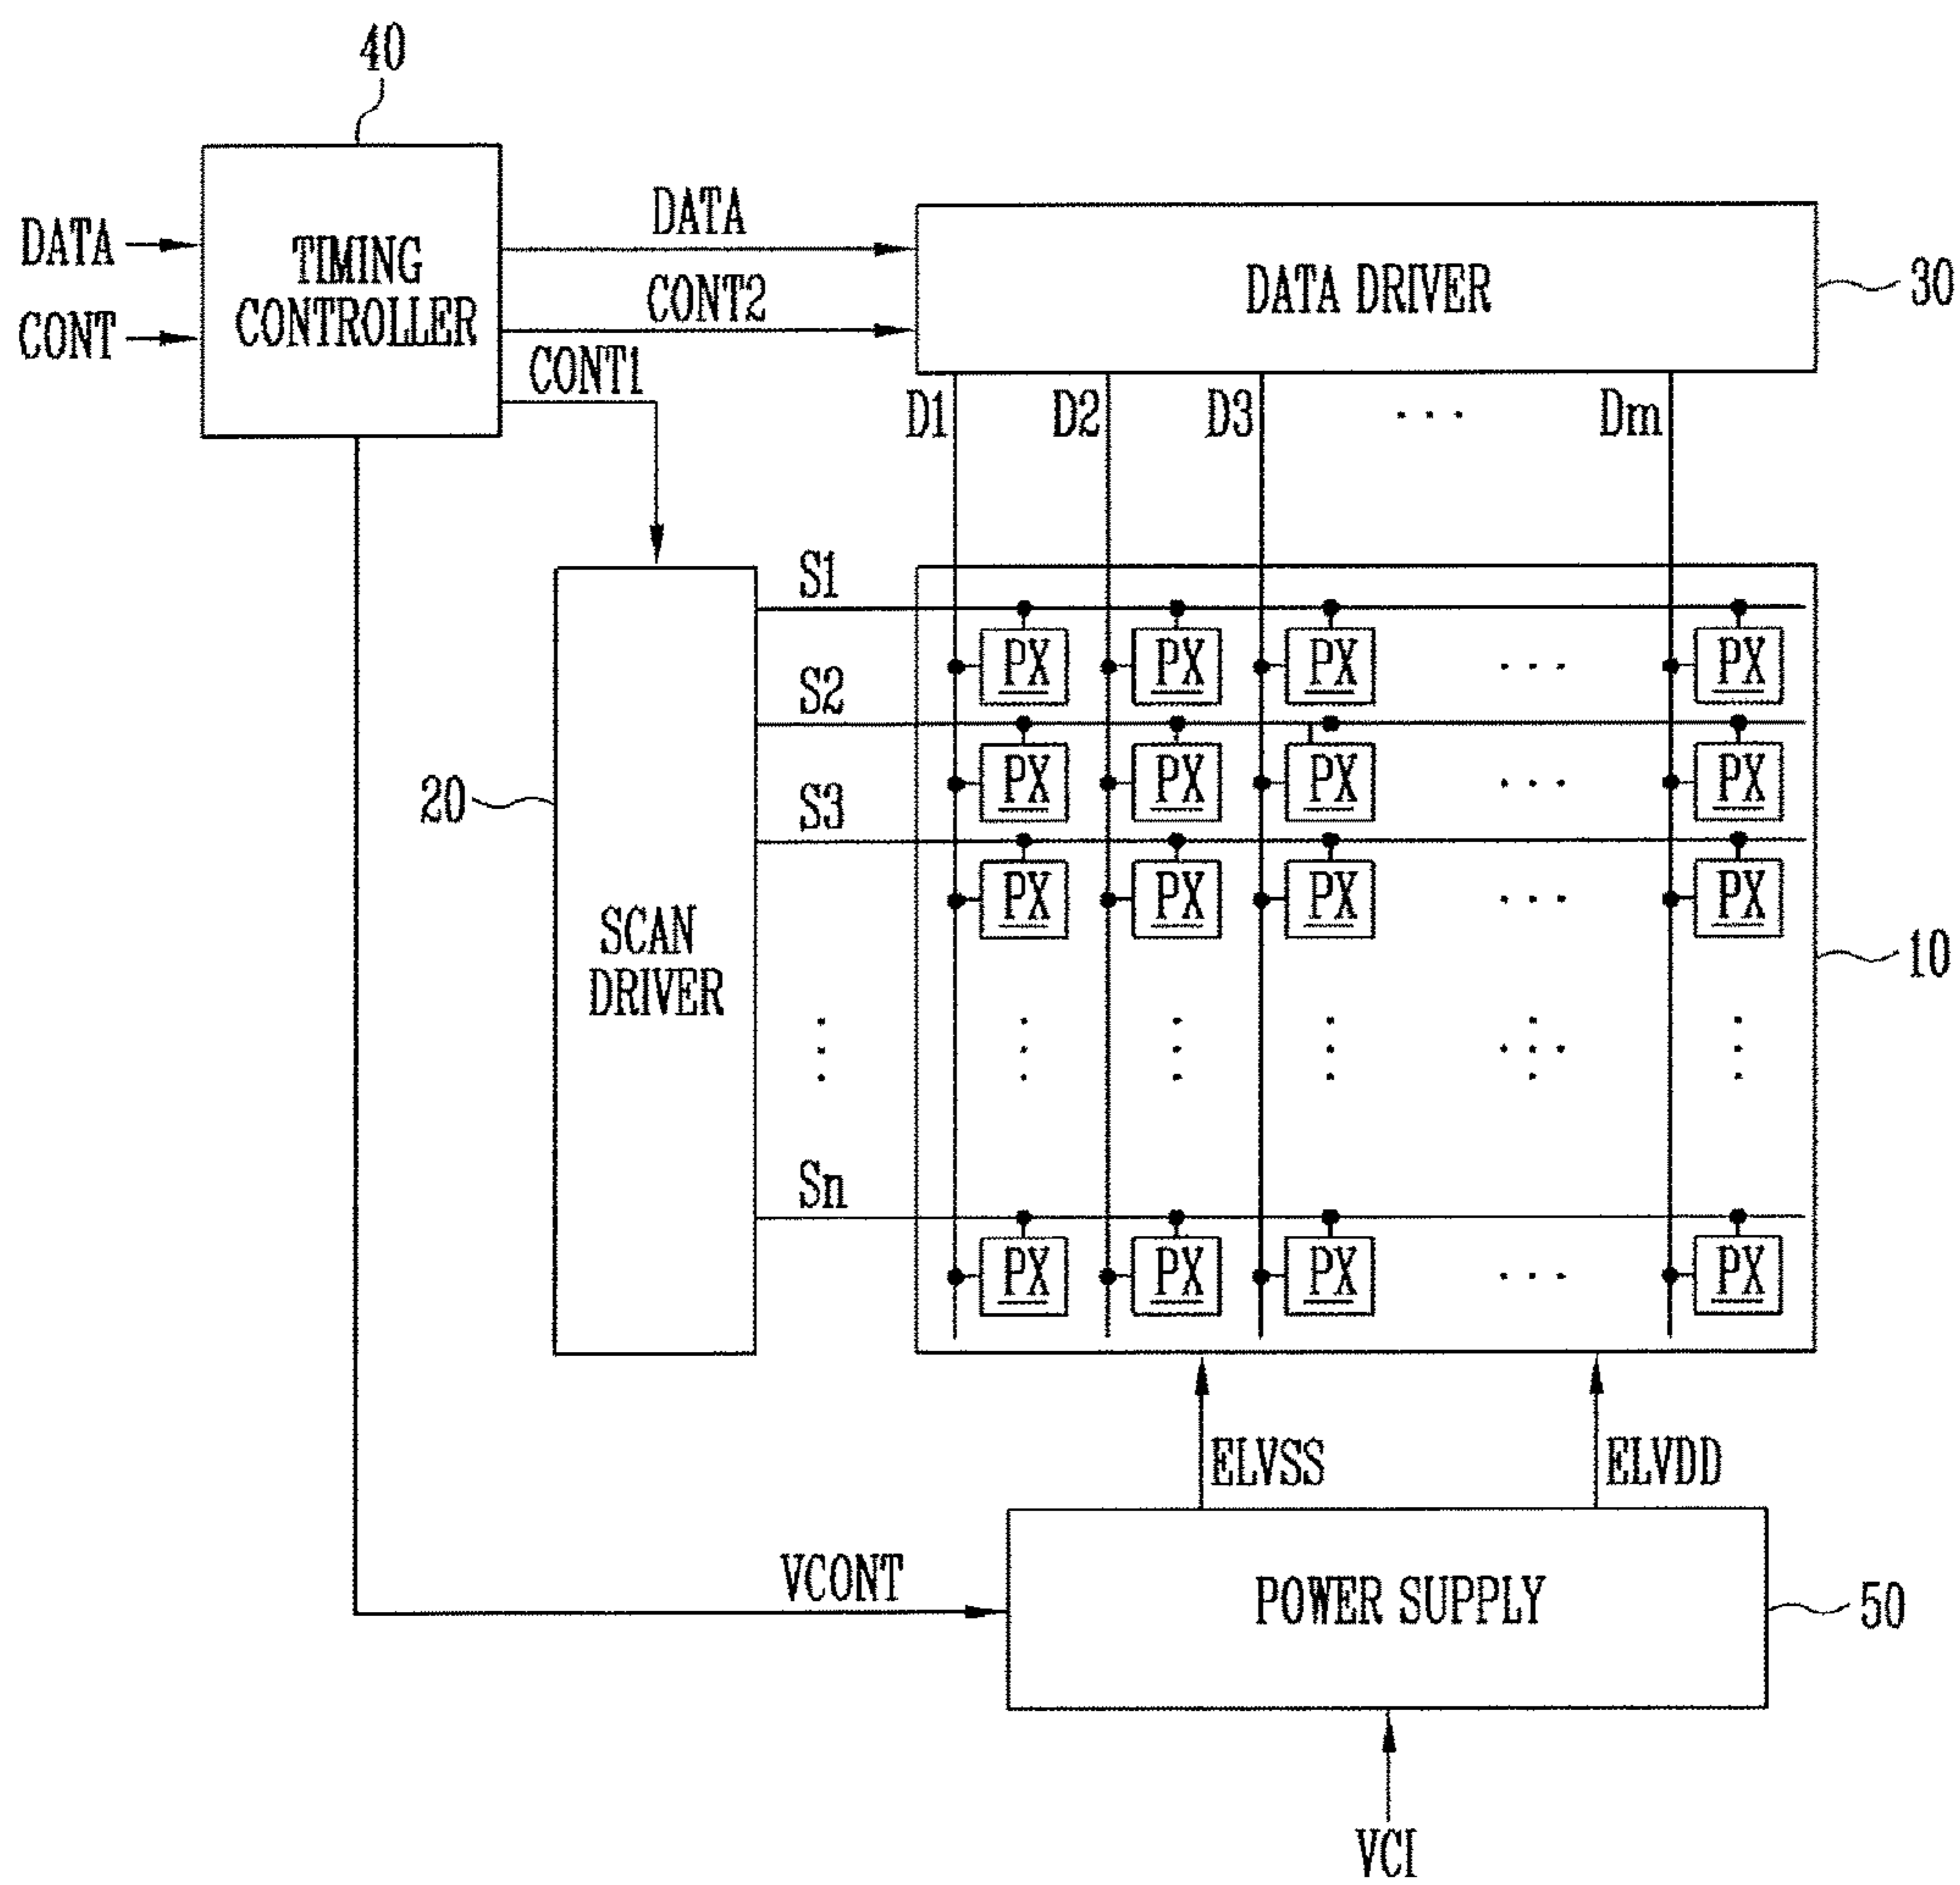 40
DATA
CONT
TIMING
CONTROLLER
DATA
CONT2
CONT1
DATA DRIVER
30
D1 D2 D3 ... Dm
S1
PX PX PX ... PX
S2
PX PX PX ... PX
20
S3
PX PX PX ... PX
SCAN
DRIVER
10
Sn
PX PX PX ... PX
ELVSS ELVDD
VCONT
POWER SUPPLY
50
VCI